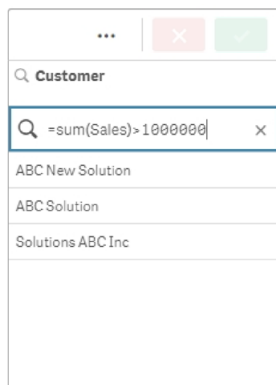 Customer
=sum(Sales)>1000000
ABC New Solution
ABC Solution
Solutions ABC Inc